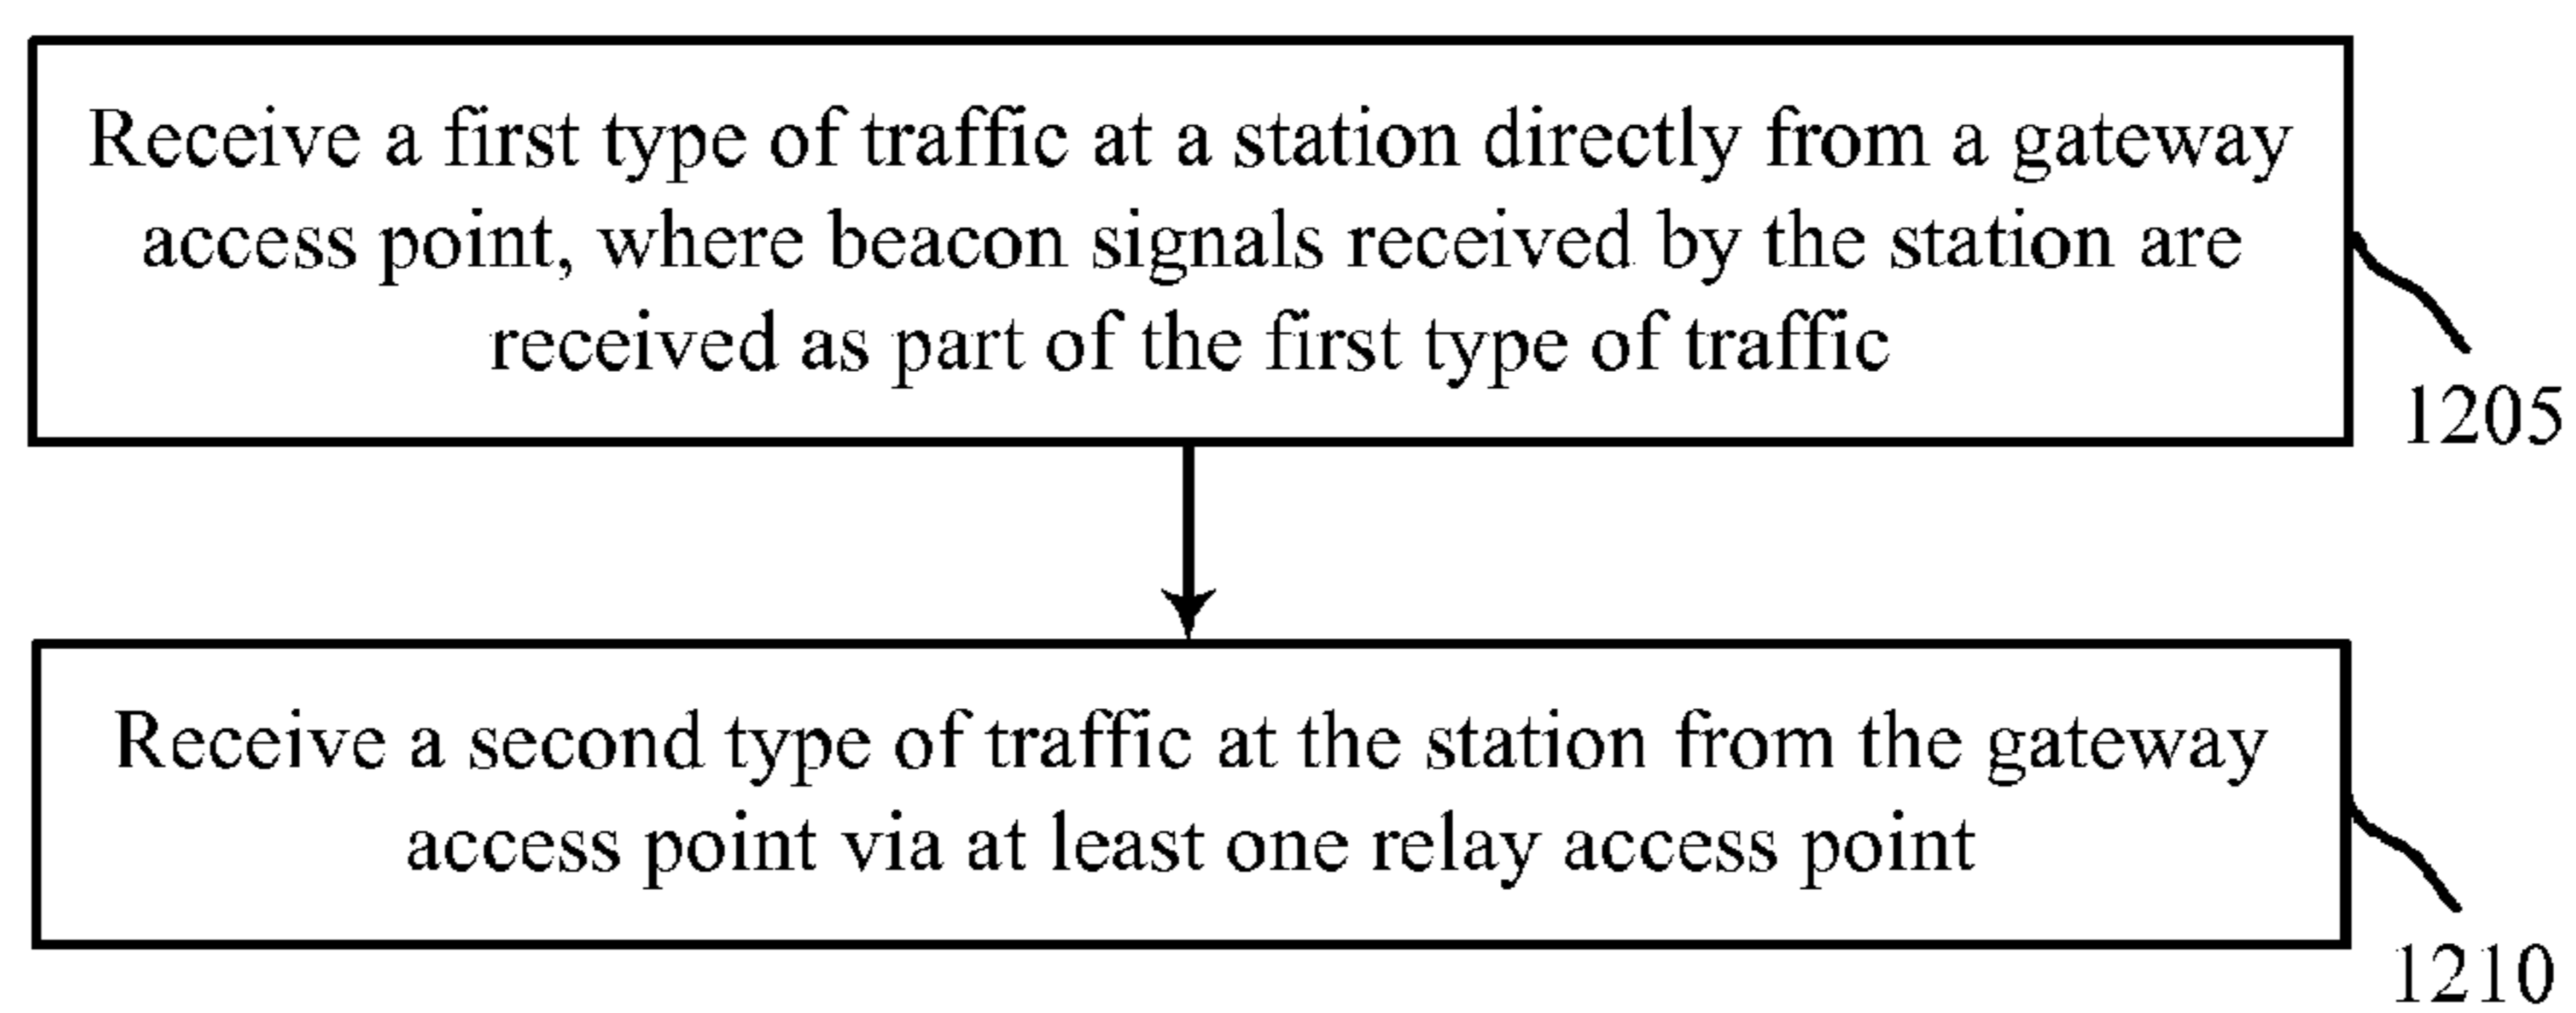 Receive a first type of traffic at a station directly from a gateway
access point, where beacon signals received by the station are
received as part of the first type of traffic
1205
Receive a second type of traffic at the station from the gateway
access point via at least one relay access point
1210